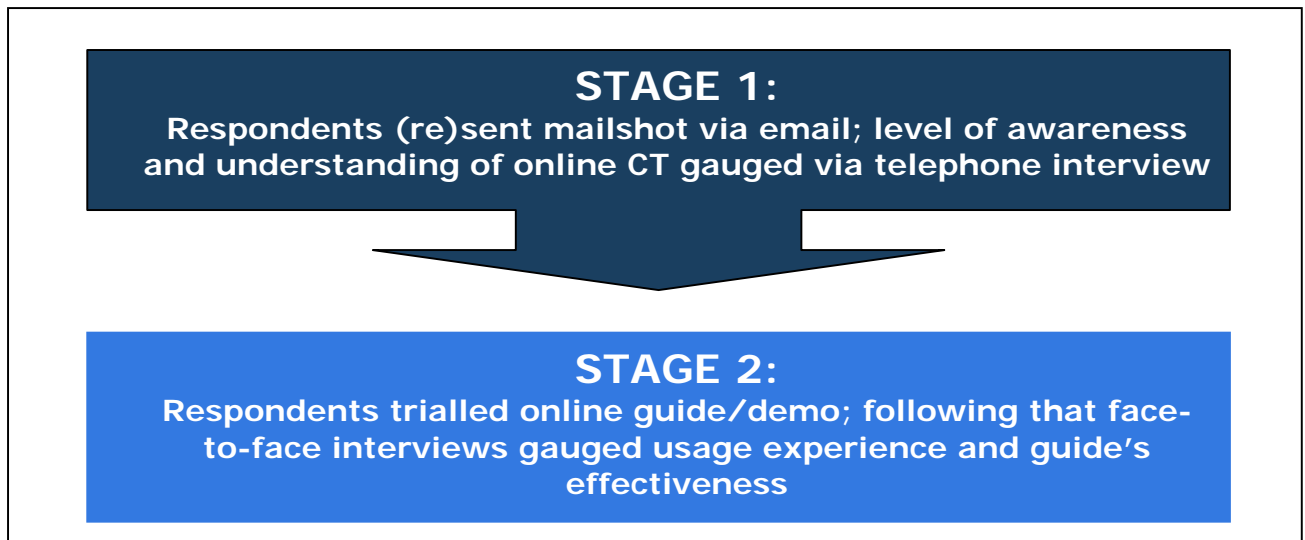 STAGE 1:
Respondents (re)sent mailshot via email; level of awareness
and understanding of online CT gauged via telephone interview
STAGE 2:
Respondents trialled online guide/demo; following that face-
to-face interviews gauged usage experience and guide's
effectiveness